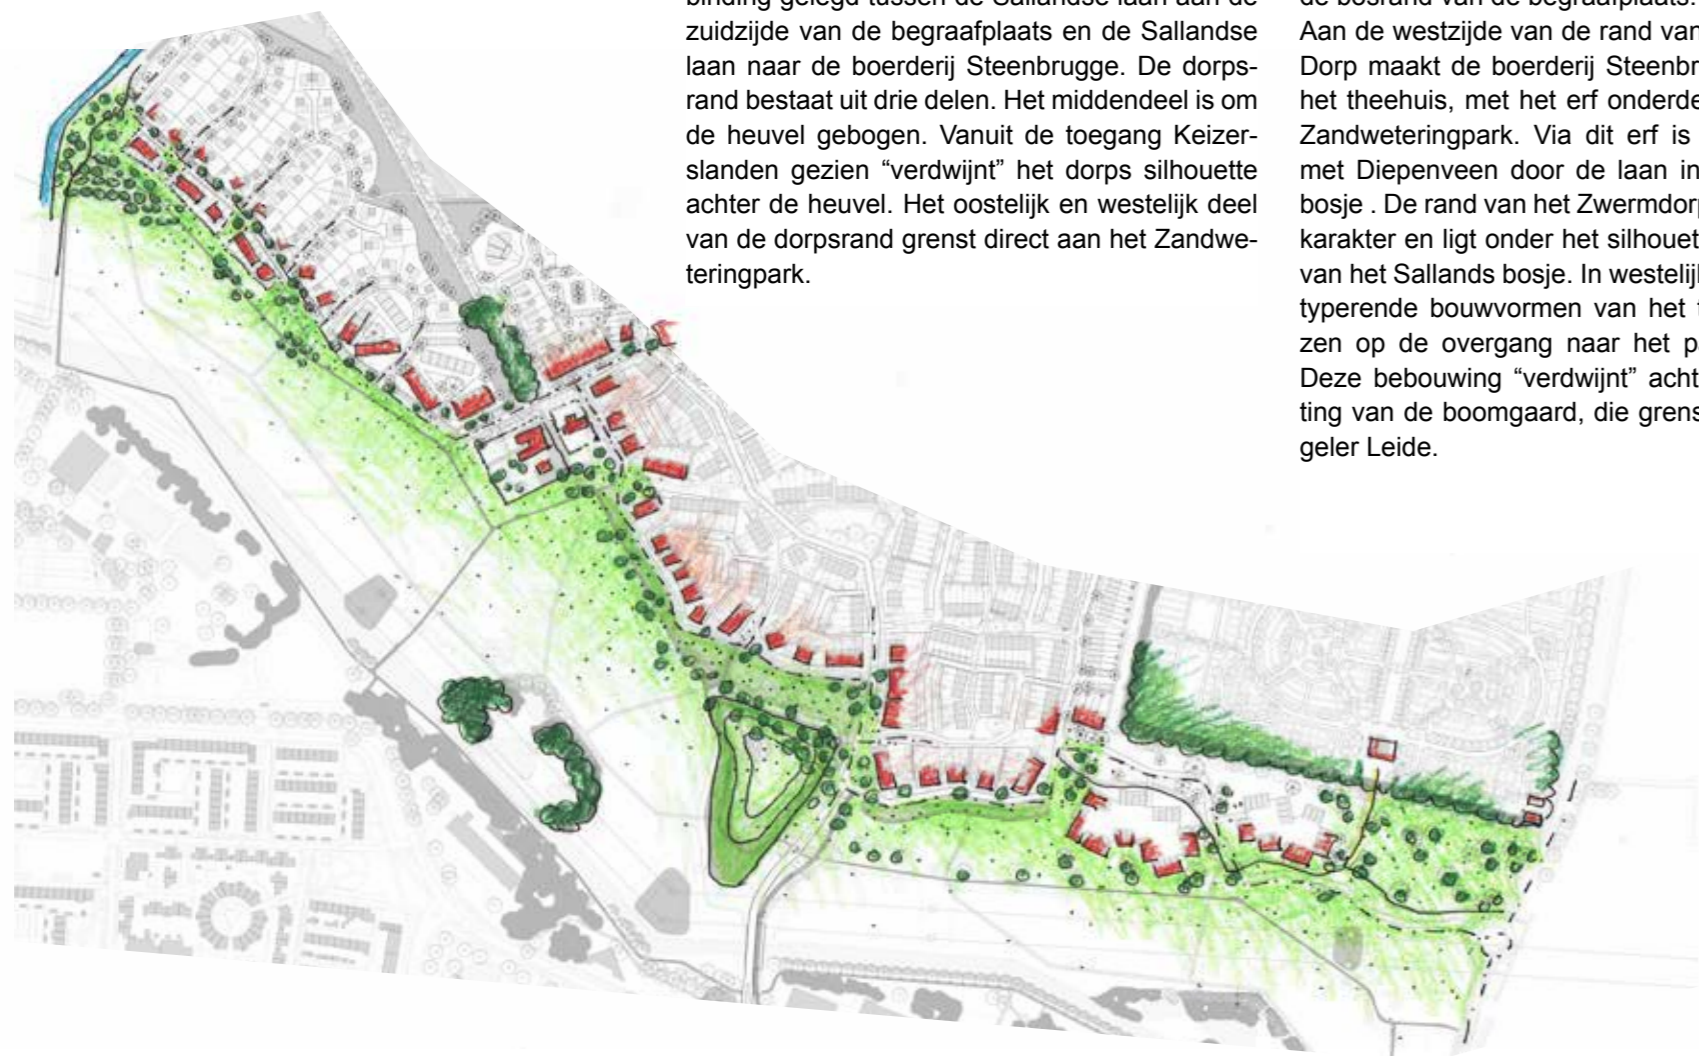 binding gelegd tussen de Sallandse laan aan de
zuidzijde van de begraafplaats en de Sallandse
laan naar de boerderij Steenbrugge. De dorps-
rand bestaat uit drie delen. Het middendeel is om
de heuvel gebogen. Vanuit de toegang Keizer-
slanden gezien “verdwijnt” het dorps silhouette
achter de heuvel. Het oostelijk en westelijk deel
van de dorpsrand grenst direct aan het Zandwe-
teringpark.
de bosrand van de begraafplaats.
Aan de westzijde van de rand van
Dorp maakt de boerderij Steenbr
het theehuis, met het erf onderde
Zandweteringpark. Via dit erf is
met Diepenveen door de laan in
bosje . De rand van het Zwermdorp
karakter en ligt onder het silhouet
van het Sallands bosje. In westelijk
typerende bouwvormen van het
zen op de overgang naar het pa
Deze bebouwing “verdwijnt” acht
ting van de boomgaard, die grens
geler Leide.